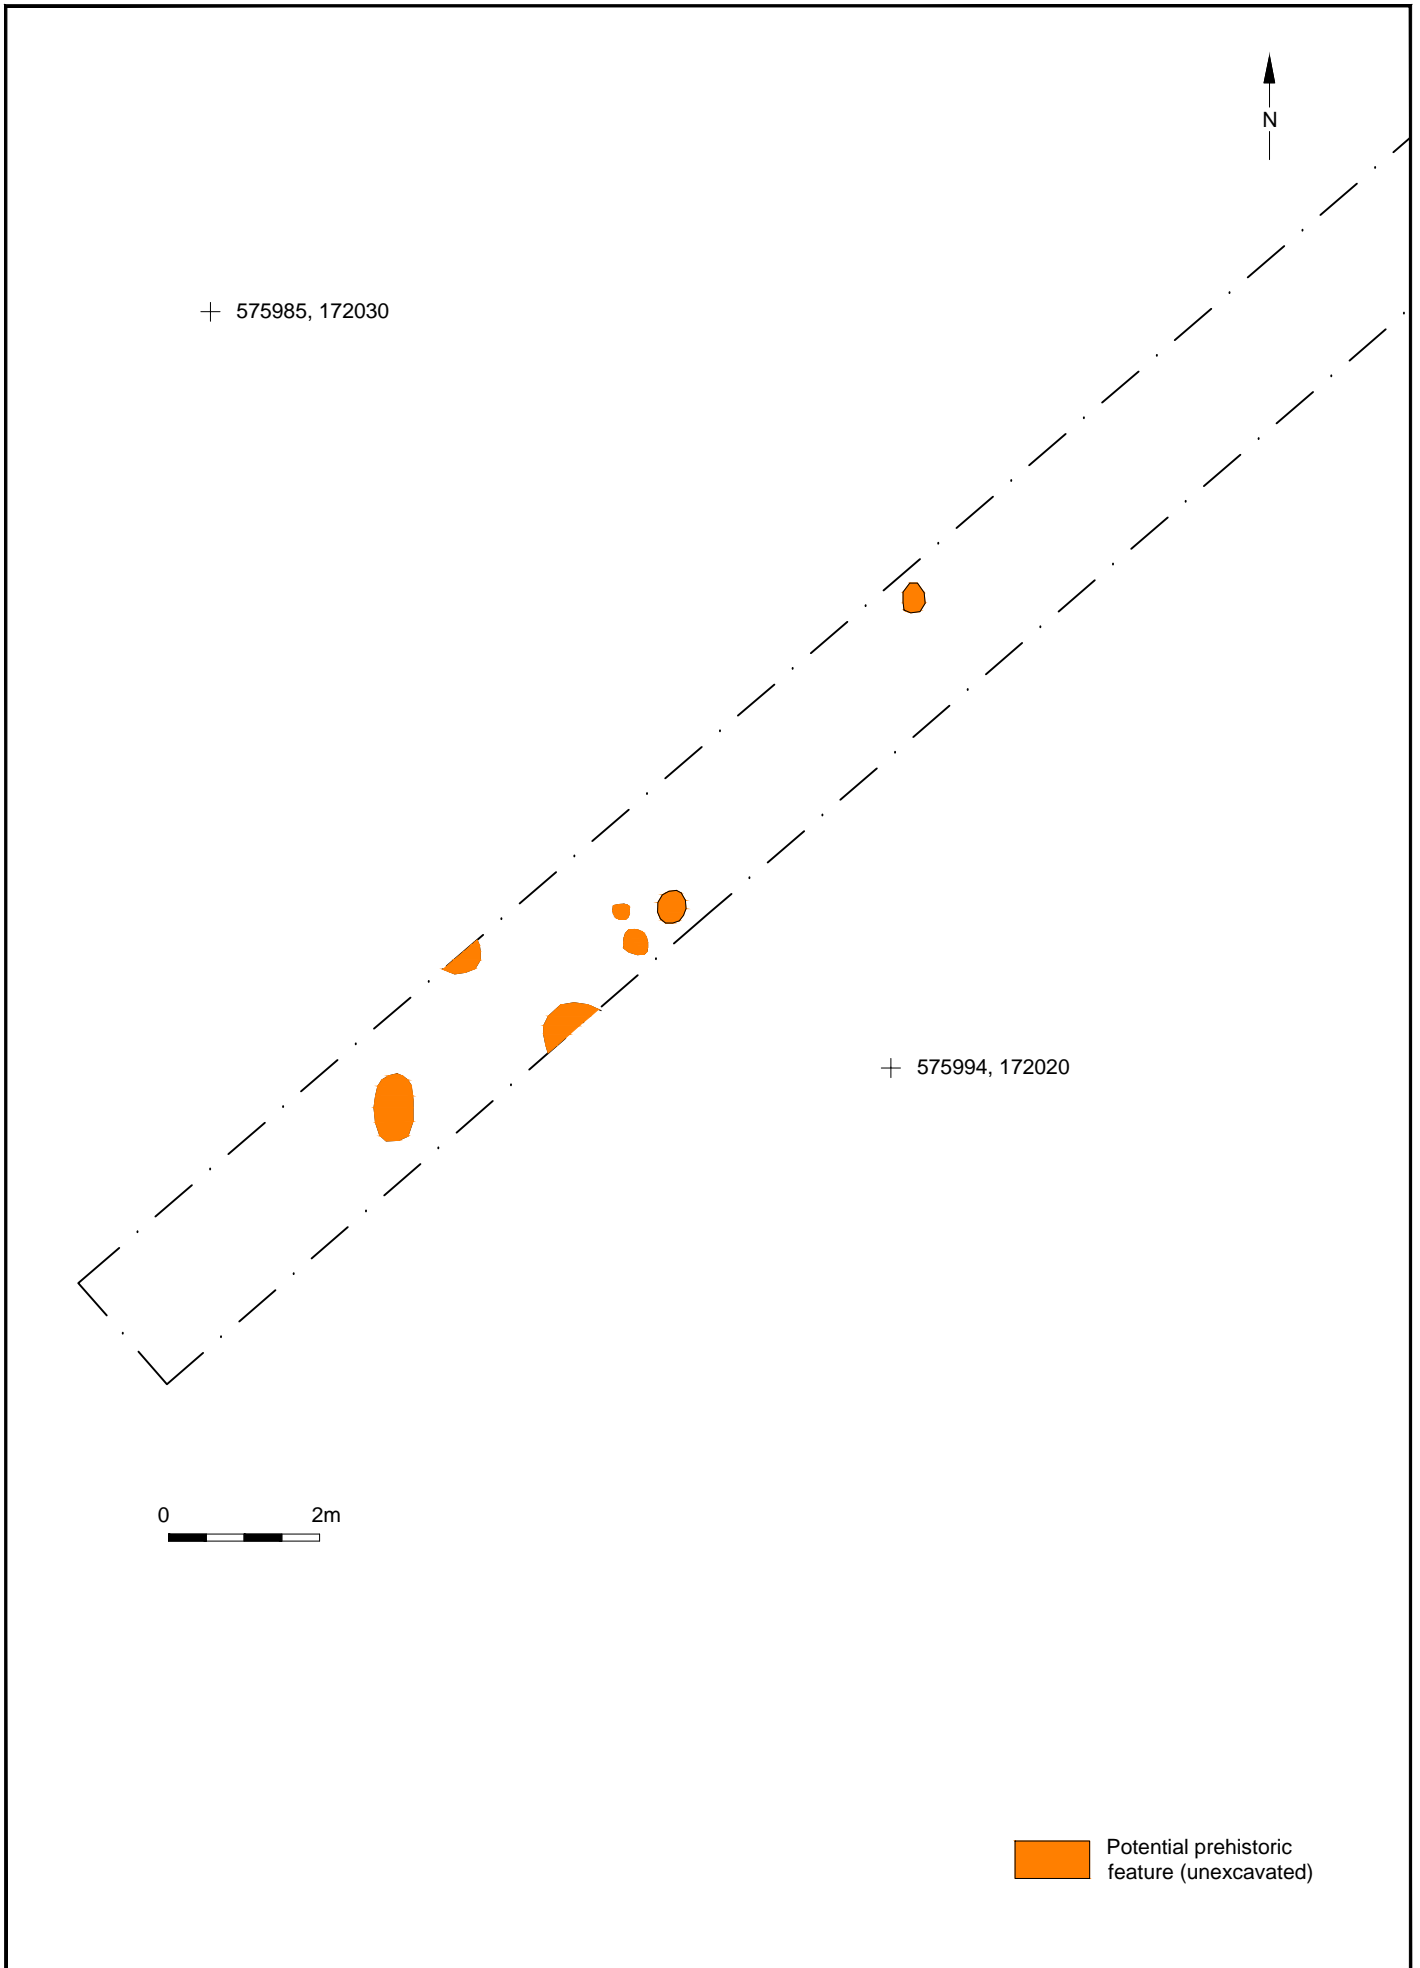 N
575985, 172030
575994, 172020
0 2m
Potential prehistoric
feature (unexcavated)